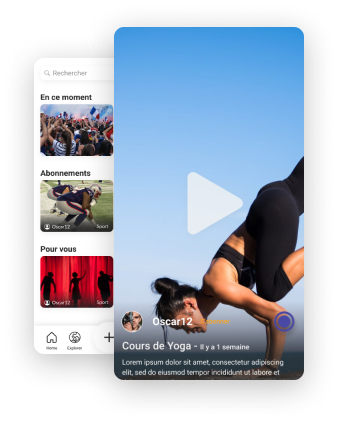 Rechercher
En ce moment
Abonnements
Oscar12
Sport
Pour vous
Oscar12
Sport
Home
Explorer
Oscar12
Cours de Yoga - Il y a 1 semaine
Lorem ipsum dolor sit amet, consectetur adipiscing
elit, sed do eiusmod tempor incididunt ut labore et